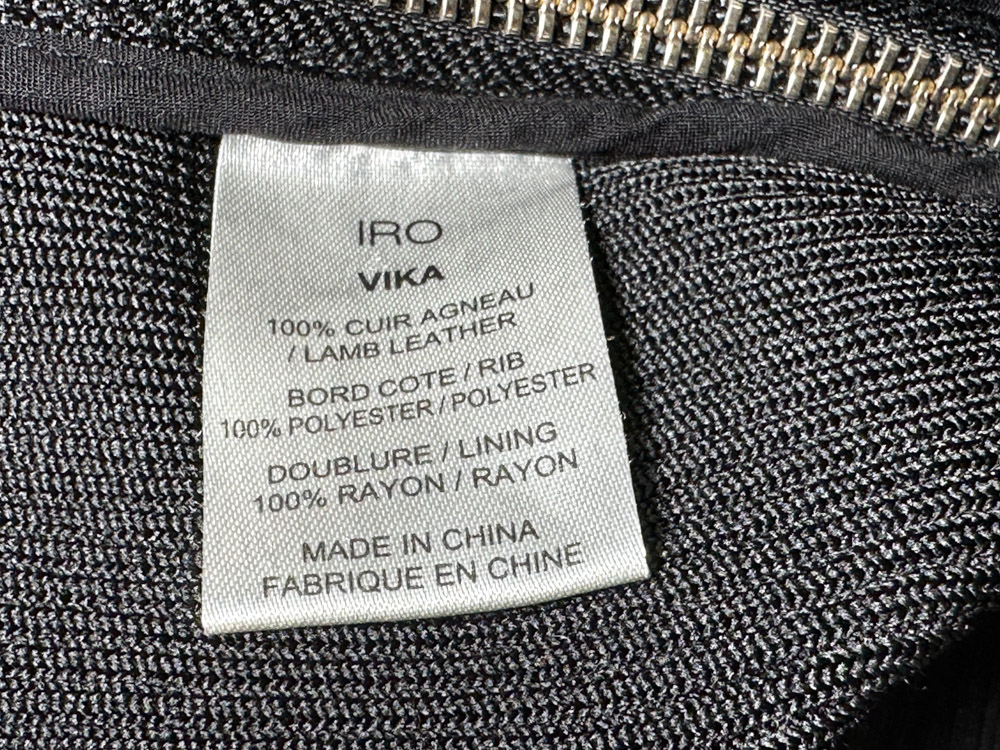 IRO
VIKA
100% CUIR AGNEAU
/ LAMB LEATHER
BORD COTE / RIB
100% POLYESTER / POLYESTER
DOUBLURE / LINING
100% RAYON / RAYON
MADE IN CHINA
FABRIQUE EN CHINE